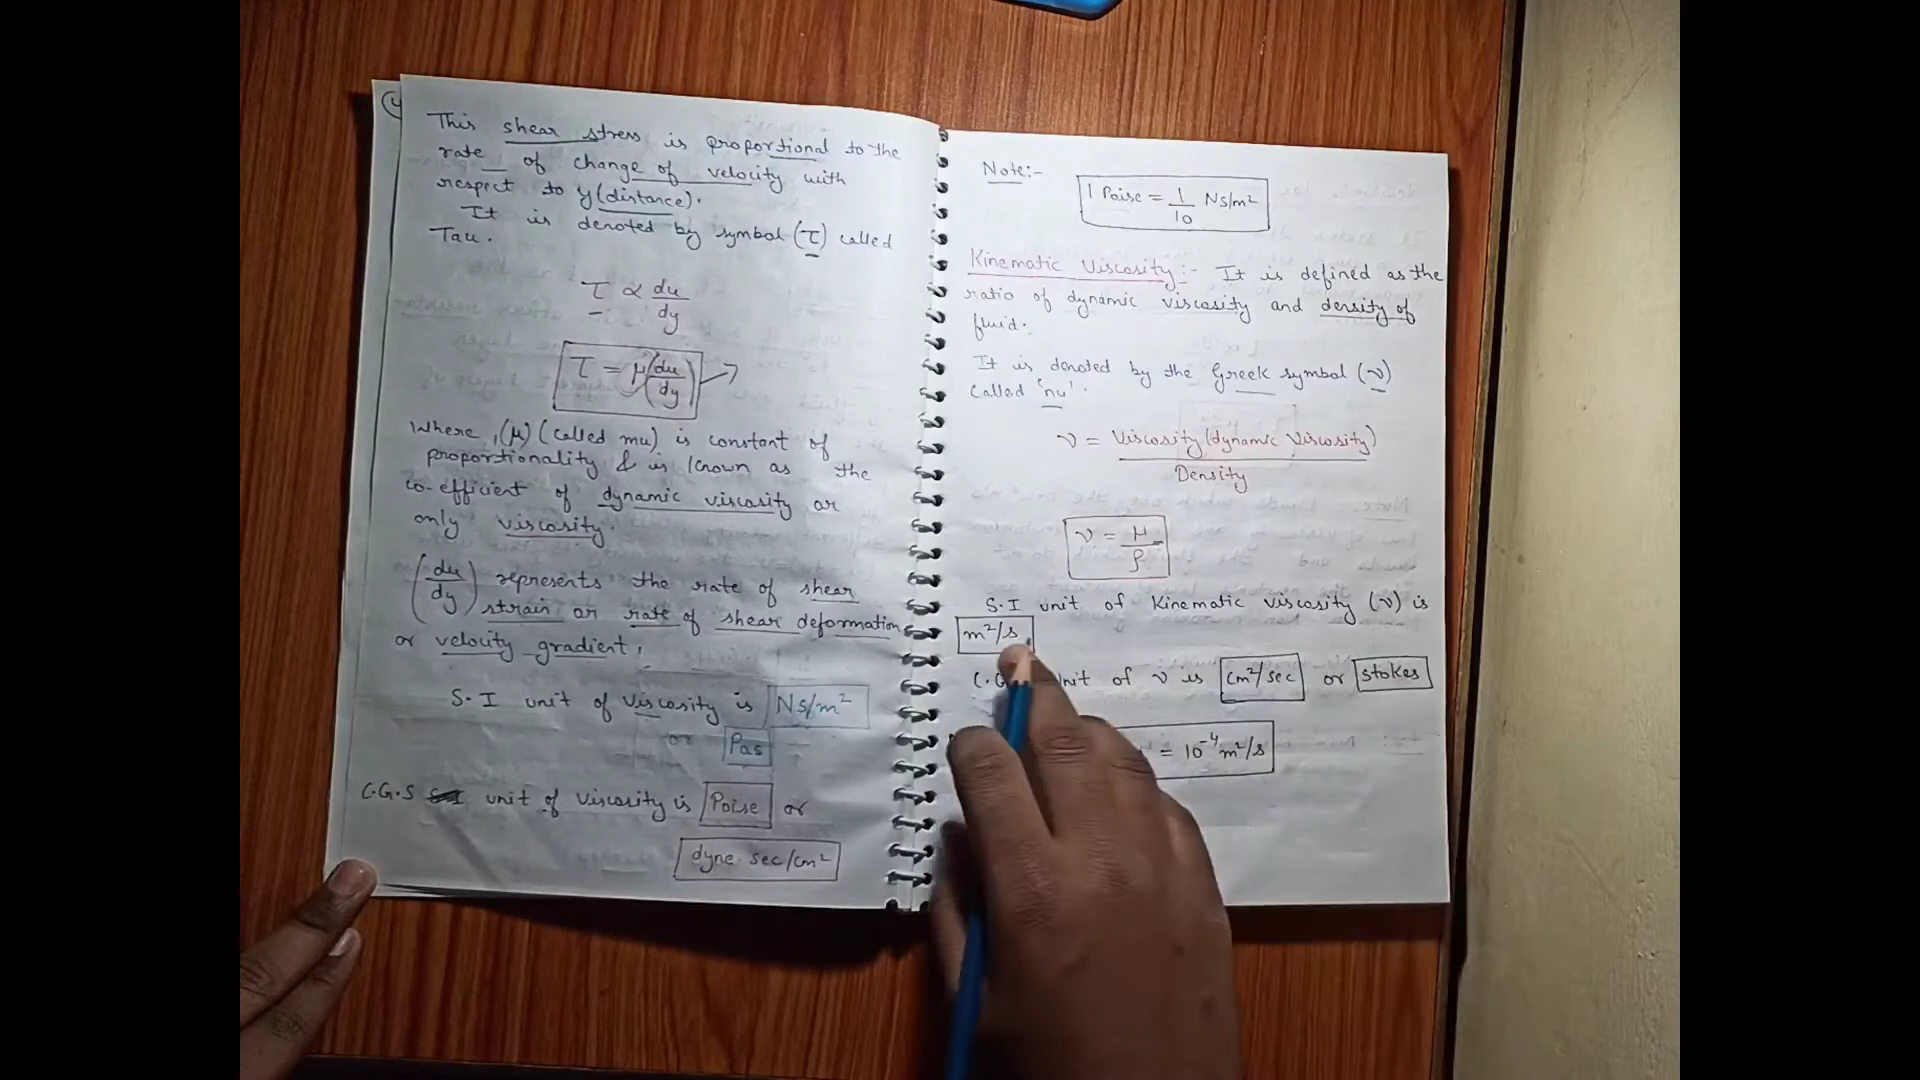 4
This shear stress is proportional to the
rate of change of velocity with
respect to y(distance).
It is denoted by symbol (τ) called
Tau.
τ ∝ du/dy
τ = μ(du/dy)
Where, (μ) (called mu) is constant of
proportionality & is known as the
co-efficient of dynamic viscosity or
only viscosity.
(du/dy) represents the rate of shear
strain or rate of shear deformation
or velocity gradient.
S.I unit of viscosity is Ns/m²
or Pas
C.G.S unit of viscosity is Poise or
dyne. sec/cm²
Note:-
1 Poise = 1/10 Ns/m²
Kinematic Viscosity:- It is defined as the
ratio of dynamic viscosity and density of
fluid.
It is denoted by the Greek symbol (ν)
called 'nu'.
ν = Viscosity (dynamic Viscosity)/Density
ν = μ/ρ
S.I unit of Kinematic viscosity (ν) is
m²/s
C.G unit of ν is cm²/sec or stokes
= 10⁻⁴ m²/s